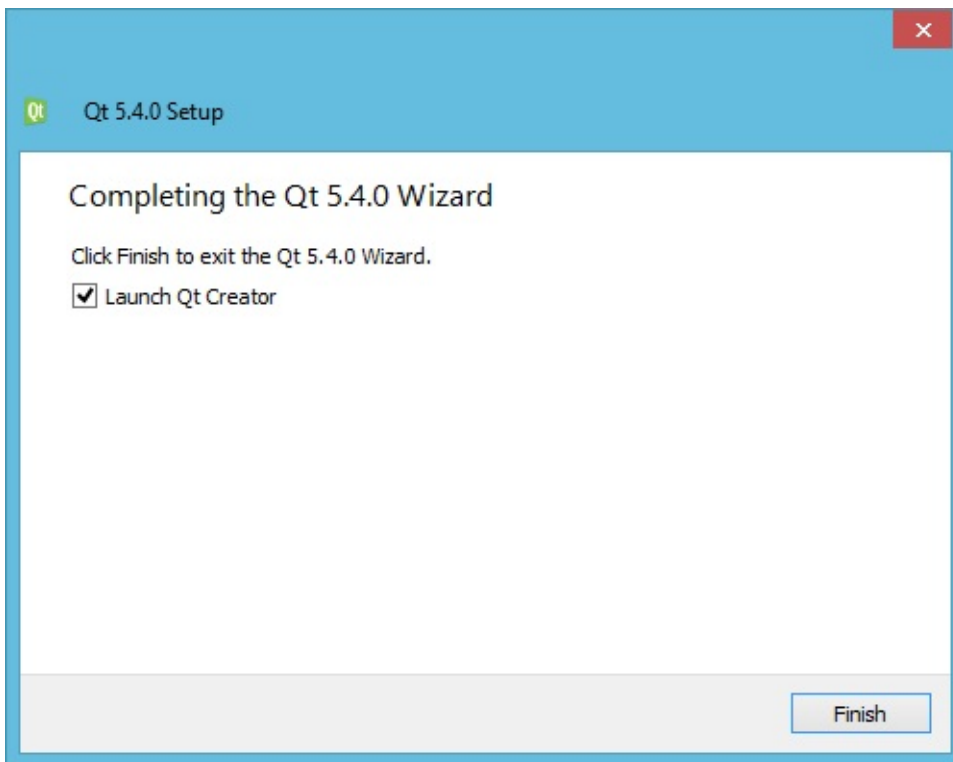 Qt
Qt 5.4.0 Setup
Completing the Qt 5.4.0 Wizard
Click Finish to exit the Qt 5.4.0 Wizard.
Launch Qt Creator
Finish